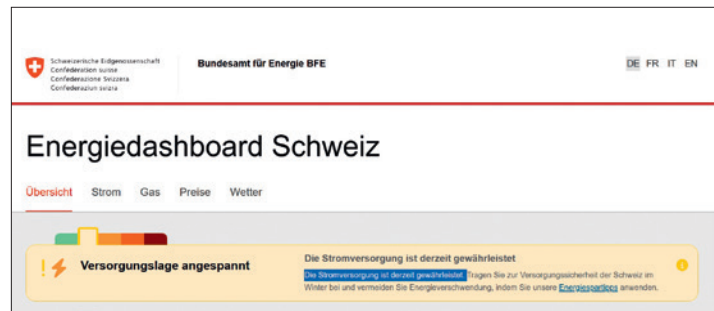 Schweizerische Eidgenossenschaft
Confédération suisse
Confederazione Svizzera
Confederaziun svizra
Bundesamt für Energie BFE
DE FR IT EN
Energiedashboard Schweiz
Übersicht Strom Gas Preise Wetter
Versorgungslage angespannt
Die Stromversorgung ist derzeit gewährleistet
Die Stromversorgung ist derzeit gewährleistet. Tragen Sie zur Versorgungssicherheit der Schweiz im
Winter bei und vermeiden Sie Energieverschwendung, indem Sie unsere Energiespartipps anwenden.